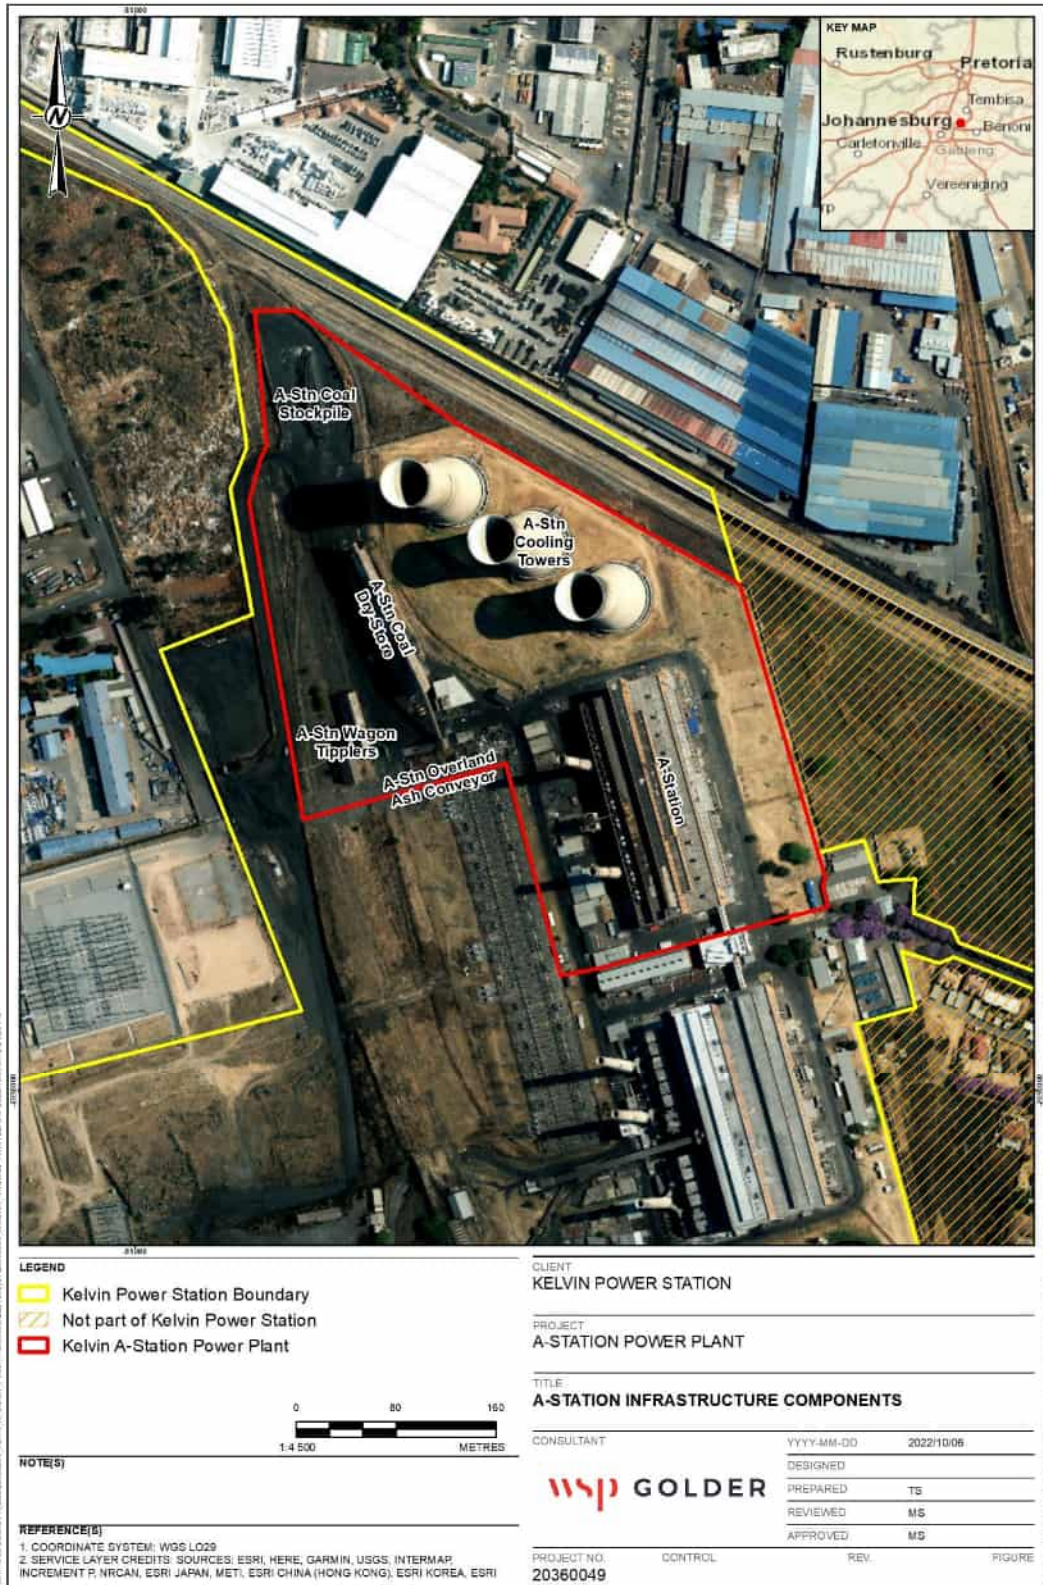 -81000
KEY MAP
Rustenburg
Pretoria
Tembisa
Johannesburg
Benoni
Carletonville
Gauteng
Vereeniging
rp
N
A-Stn Coal
Stockpile
A-Stn
Cooling
Towers
A-Stn Coal
Dry-Store
A-Stn Wagon
Tipplers
A-Stn Overland
Ash Conveyor
A-Station
-81000
LEGEND
Kelvin Power Station Boundary
Not part of Kelvin Power Station
Kelvin A-Station Power Plant
0 80 160
1:4 500 METRES
NOTE(S)
REFERENCE(S)
1. COORDINATE SYSTEM: WGS LO29
2. SERVICE LAYER CREDITS: SOURCES: ESRI, HERE, GARMIN, USGS, INTERMAP,
INCREMENT P, NRCAN, ESRI JAPAN, METI, ESRI CHINA (HONG KONG), ESRI KOREA, ESRI
CLIENT
KELVIN POWER STATION
PROJECT
A-STATION POWER PLANT
TITLE
A-STATION INFRASTRUCTURE COMPONENTS
CONSULTANT
wsp GOLDER
YYYY-MM-DD 2022/10/06
DESIGNED
PREPARED TS
REVIEWED MS
APPROVED MS
PROJECT NO. CONTROL REV. FIGURE
20360049